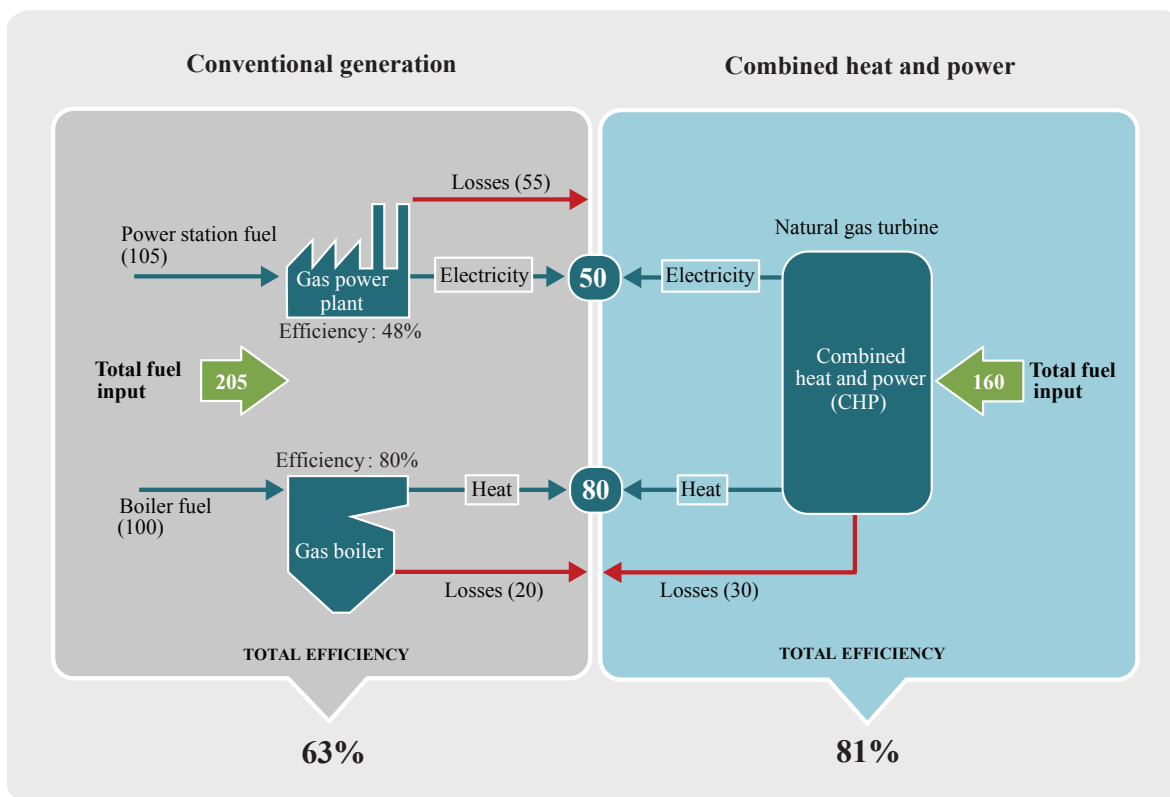 Conventional generation
Combined heat and power
Losses (55)
Power station fuel
(105)
Gas power
plant
Electricity
50
Electricity
Natural gas turbine
Efficiency : 48%
Total fuel
input
205
Combined
heat and power
(CHP)
160
Total fuel
input
Efficiency : 80%
Boiler fuel
(100)
Heat
80
Heat
Gas boiler
Losses (20)
Losses (30)
TOTAL EFFICIENCY
TOTAL EFFICIENCY
63%
81%